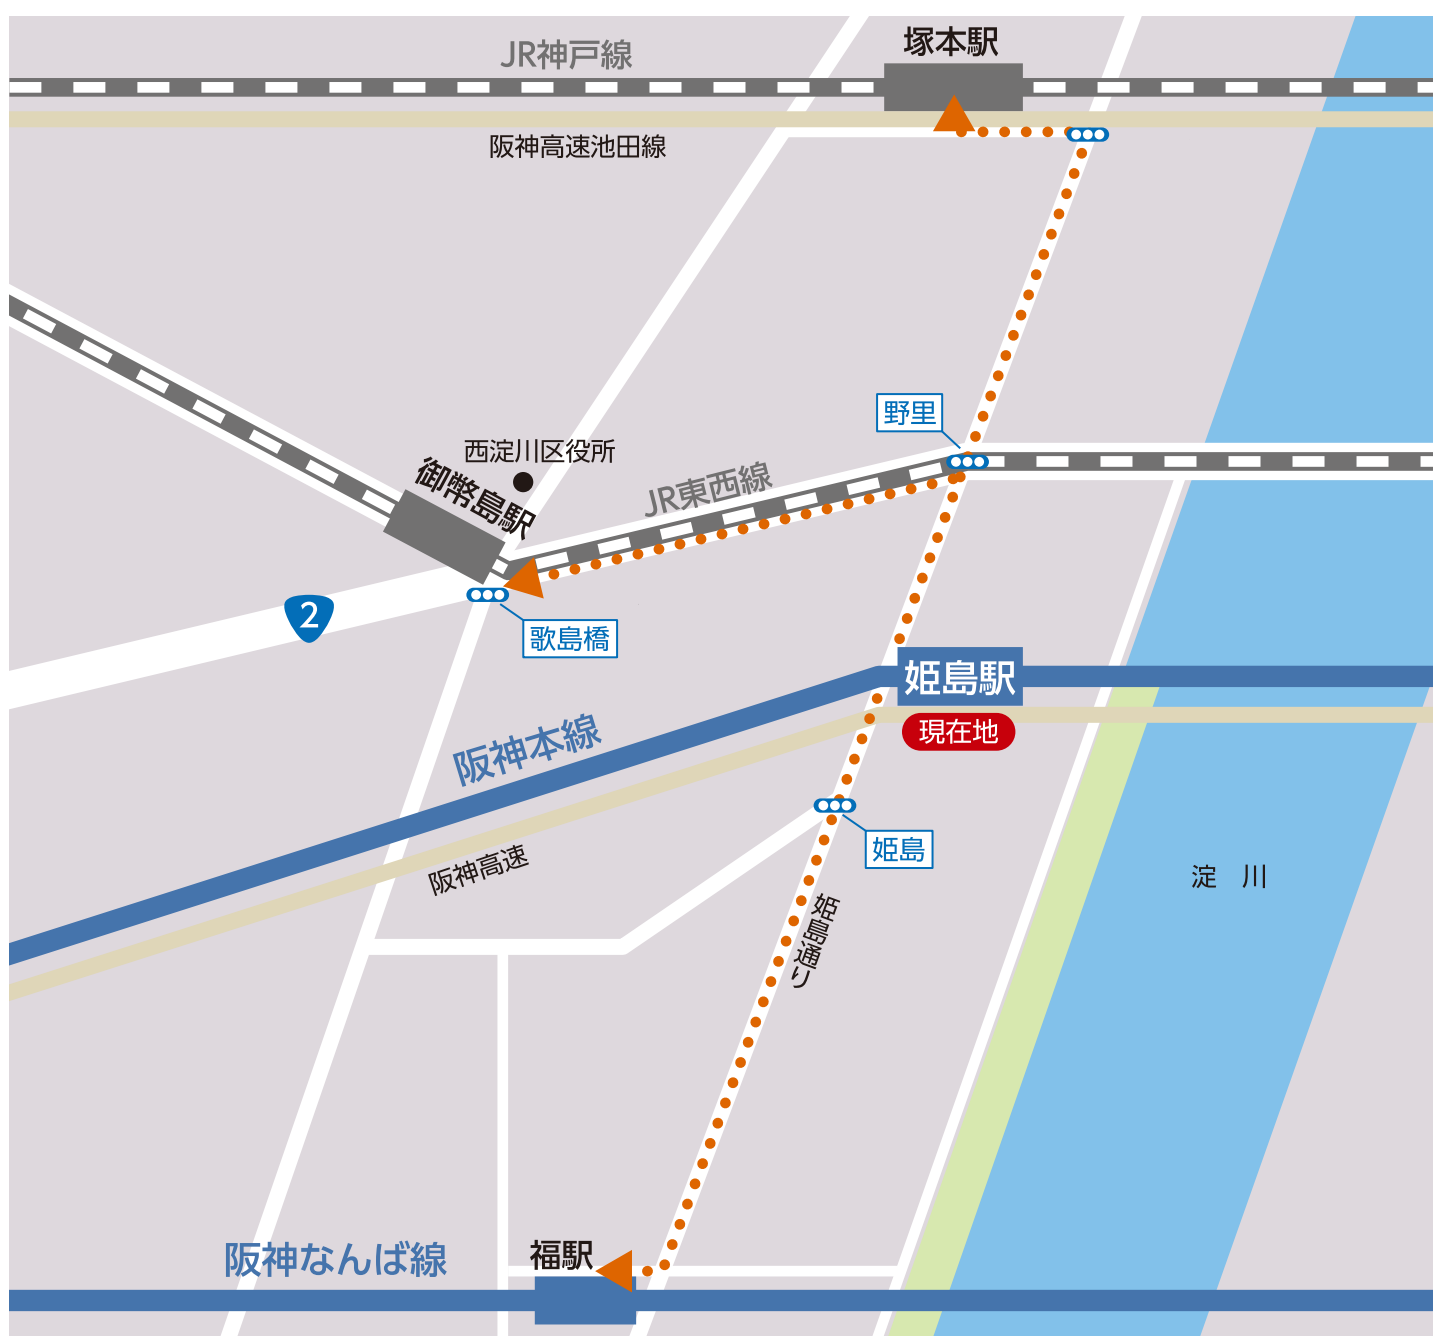 塚本駅
JR神戸線
阪神高速池田線
野里
西淀川区役所
御幣島駅
JR東西線
2
歌島橋
姫島駅
現在地
阪神本線
姫島
阪神高速
淀 川
姫島通り
阪神なんば線
福駅